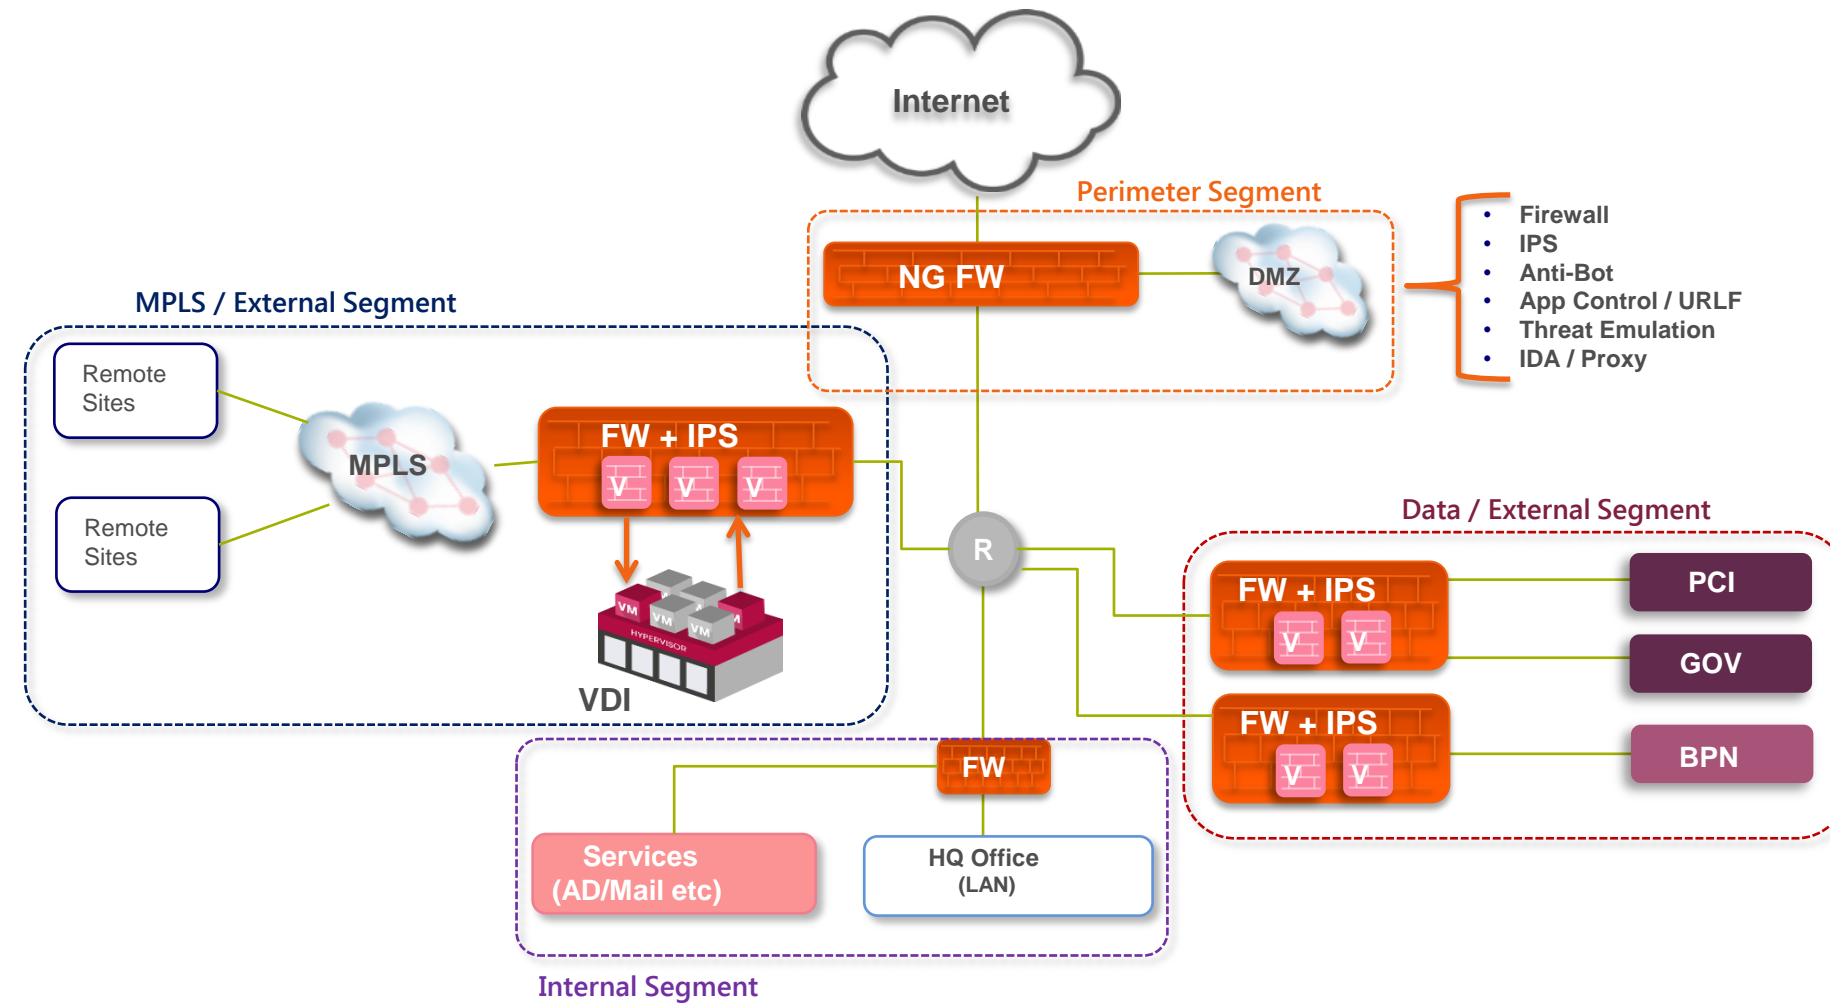 Internet
Perimeter Segment
• Firewall
• IPS
• Anti-Bot
• App Control / URLF
• Threat Emulation
• IDA / Proxy
NG FW
DMZ
MPLS / External Segment
Remote
Sites
FW + IPS
V V V
MPLS
Remote
Sites
VM
VM
VM
HYPERVISOR
VDI
R
Data / External Segment
FW + IPS
V V
PCI
GOV
FW + IPS
V V
BPN
FW
Services
(AD/Mail etc)
HQ Office
(LAN)
Internal Segment